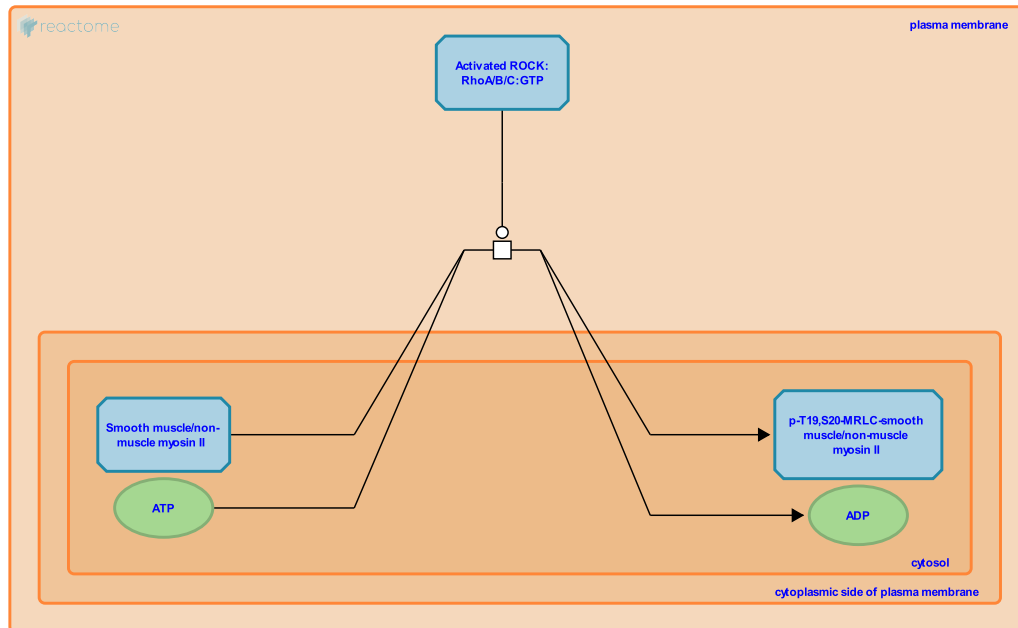 reactome
plasma membrane
Activated ROCK:
RhoA/B/C:GTP
Smooth muscle/non-
muscle myosin II
ATP
p-T19,S20-MRLC-smooth
muscle/non-muscle
myosin II
ADP
cytosol
cytoplasmic side of plasma membrane